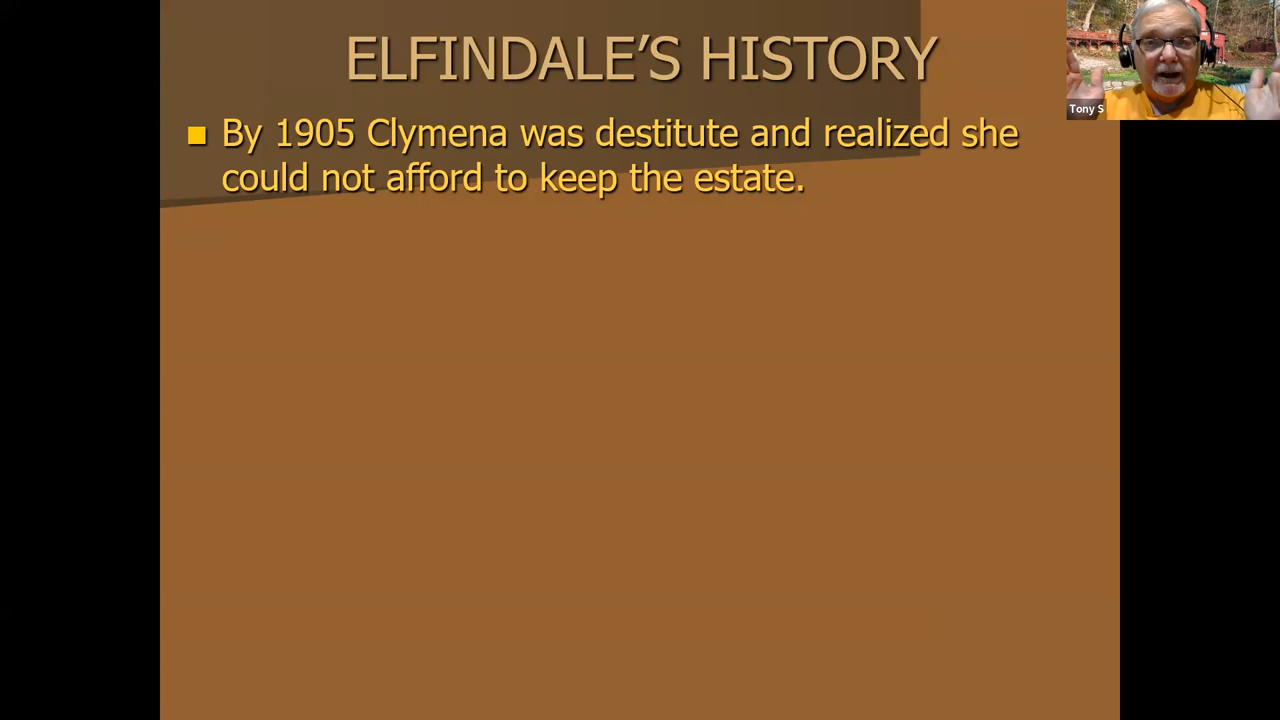 ELFINDALE’S HISTORY
By 1905 Clymena was destitute and realized she
could not afford to keep the estate.
Tony S